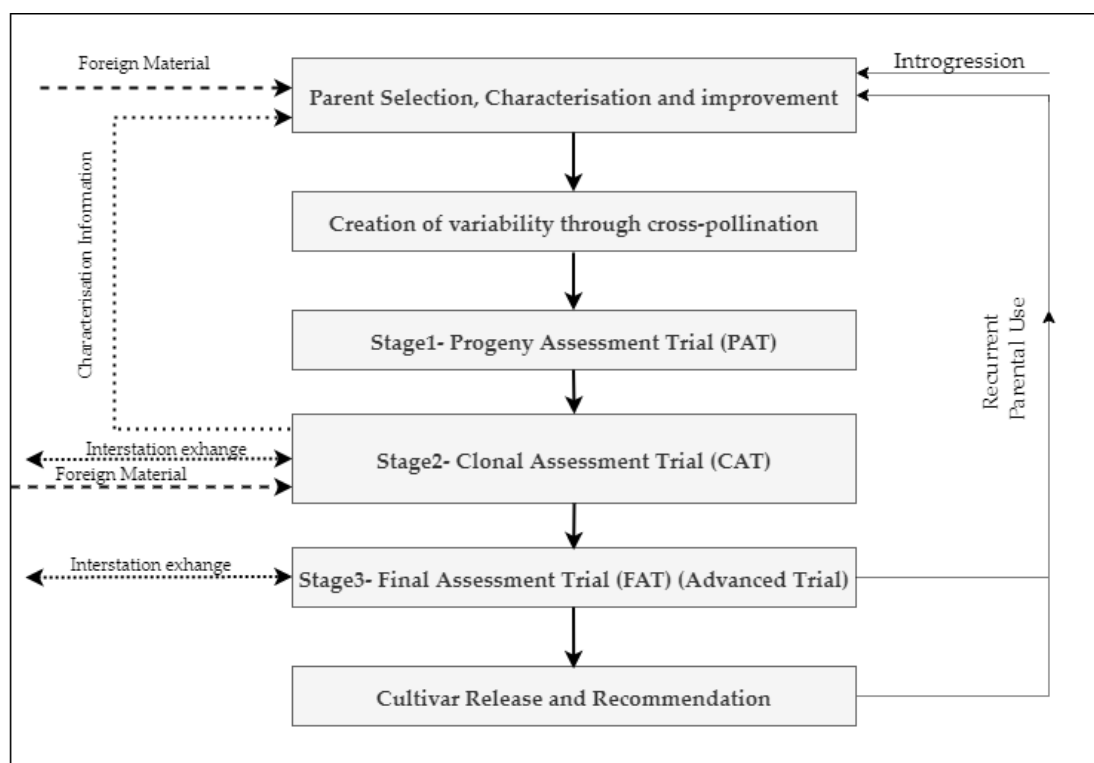 Foreign Material
Introgression
Parent Selection, Characterisation and improvement
Characterisation Information
Creation of variability through cross-pollination
Stage1- Progeny Assessment Trial (PAT)
Recurrent
Parental Use
Interstation exhange
Stage2- Clonal Assessment Trial (CAT)
Foreign Material
Interstation exhange
Stage3- Final Assessment Trial (FAT) (Advanced Trial)
Cultivar Release and Recommendation